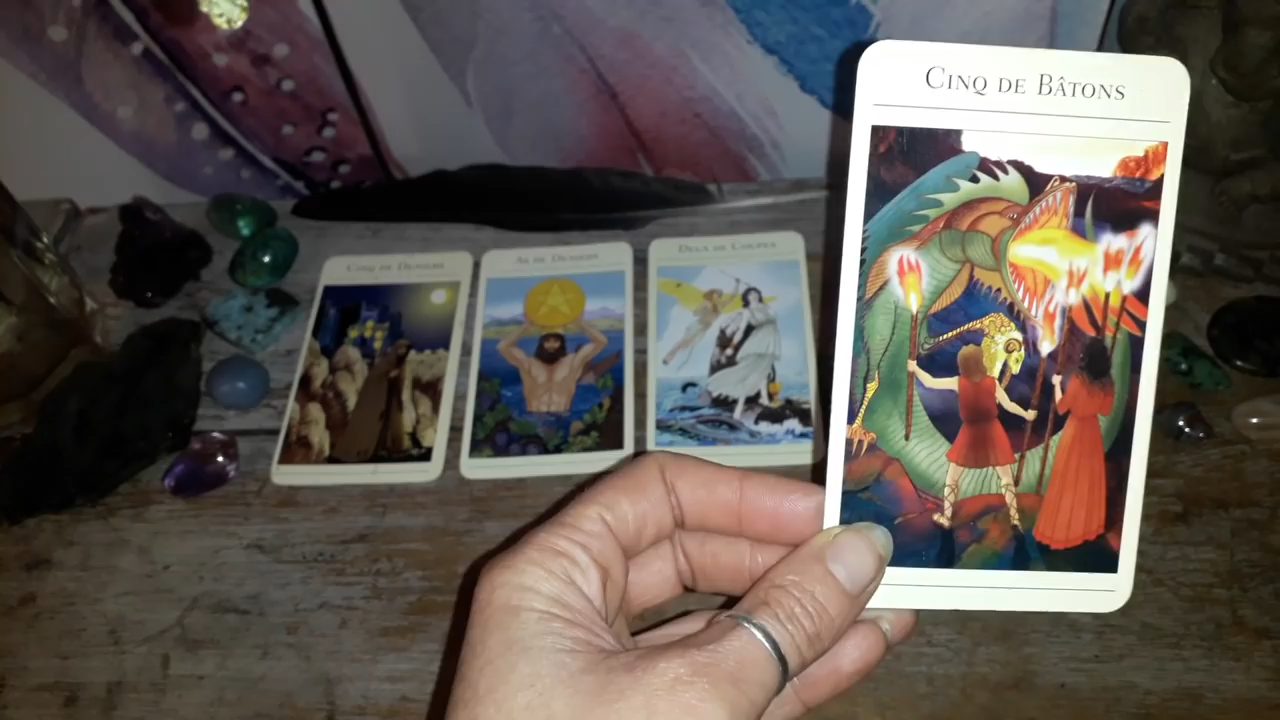 Cinq de Bâtons
Cinq de Deniers
As de Deniers
Deux de Coupes